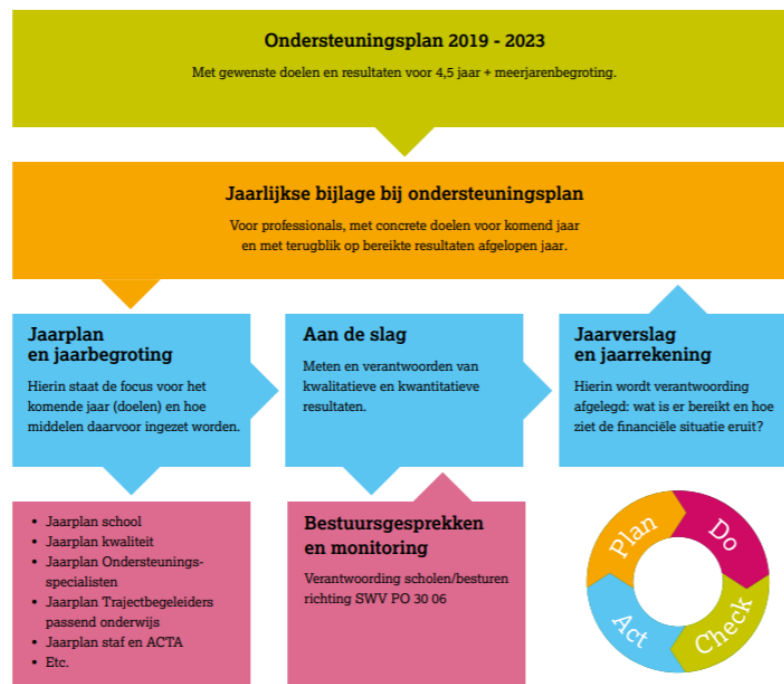 Ondersteuningsplan 2019 - 2023
Met gewenste doelen en resultaten voor 4,5 jaar + meerjarenbegroting.
Jaarlijkse bijlage bij ondersteuningsplan
Voor professionals, met concrete doelen voor komend jaar
en met terugblik op bereikte resultaten afgelopen jaar.
Jaarplan
en jaarbegroting
Hierin staat de focus voor het
komende jaar (doelen) en hoe
middelen daarvoor ingezet worden.
Aan de slag
Meten en verantwoorden van
kwalitatieve en kwantitatieve
resultaten.
Jaarverslag
en jaarrekening
Hierin wordt verantwoording
afgelegd: wat is er bereikt en hoe
ziet de financiële situatie eruit?
• Jaarplan school
• Jaarplan kwaliteit
• Jaarplan Ondersteunings-
specialisten
• Jaarplan Trajectbegeleiders
passend onderwijs
• Jaarplan staf en ACTA
• Etc.
Bestuursgesprekken
en monitoring
Verantwoording scholen/besturen
richting SWV PO 30 06
Plan
Do
Check
Act